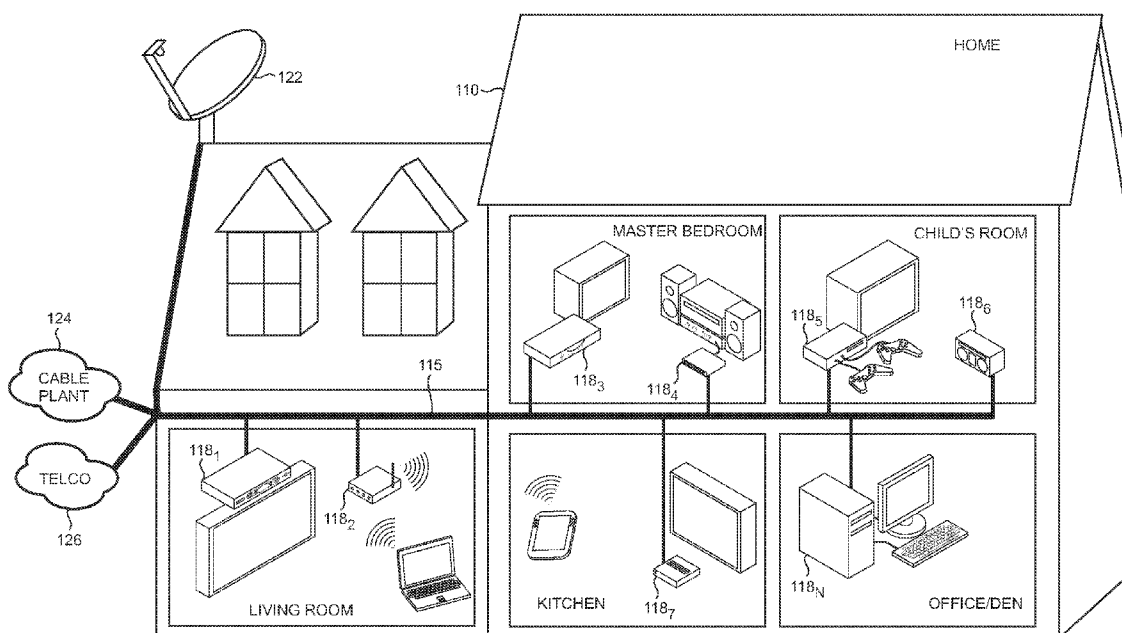 HOME
122
110
MASTER BEDROOM
CHILD'S ROOM
118₆
118₅
124
CABLE
PLANT
115
118₃
118₄
TELCO
126
118₁
118₂
LIVING ROOM
KITCHEN
118₇
118N
OFFICE/DEN